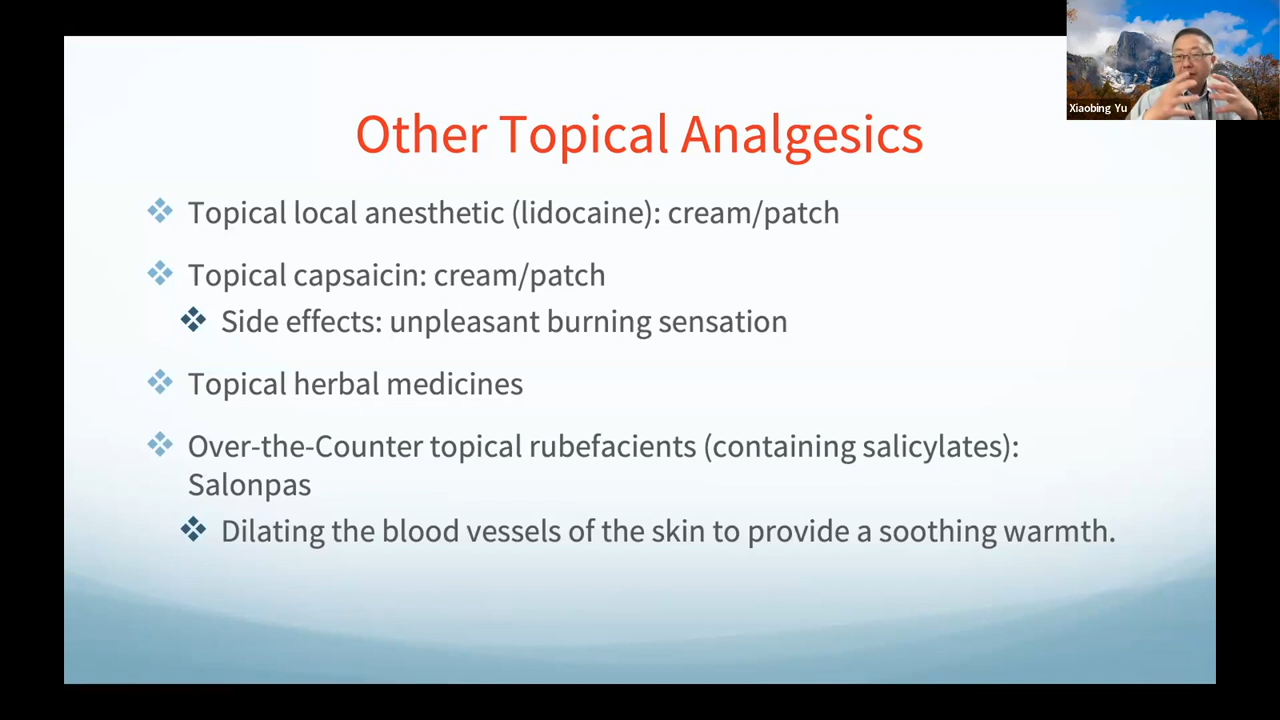 Xiaobing Yu
Other Topical Analgesics
Topical local anesthetic (lidocaine): cream/patch
Topical capsaicin: cream/patch
Side effects: unpleasant burning sensation
Topical herbal medicines
Over-the-Counter topical rubefacients (containing salicylates):
Salonpas
Dilating the blood vessels of the skin to provide a soothing warmth.